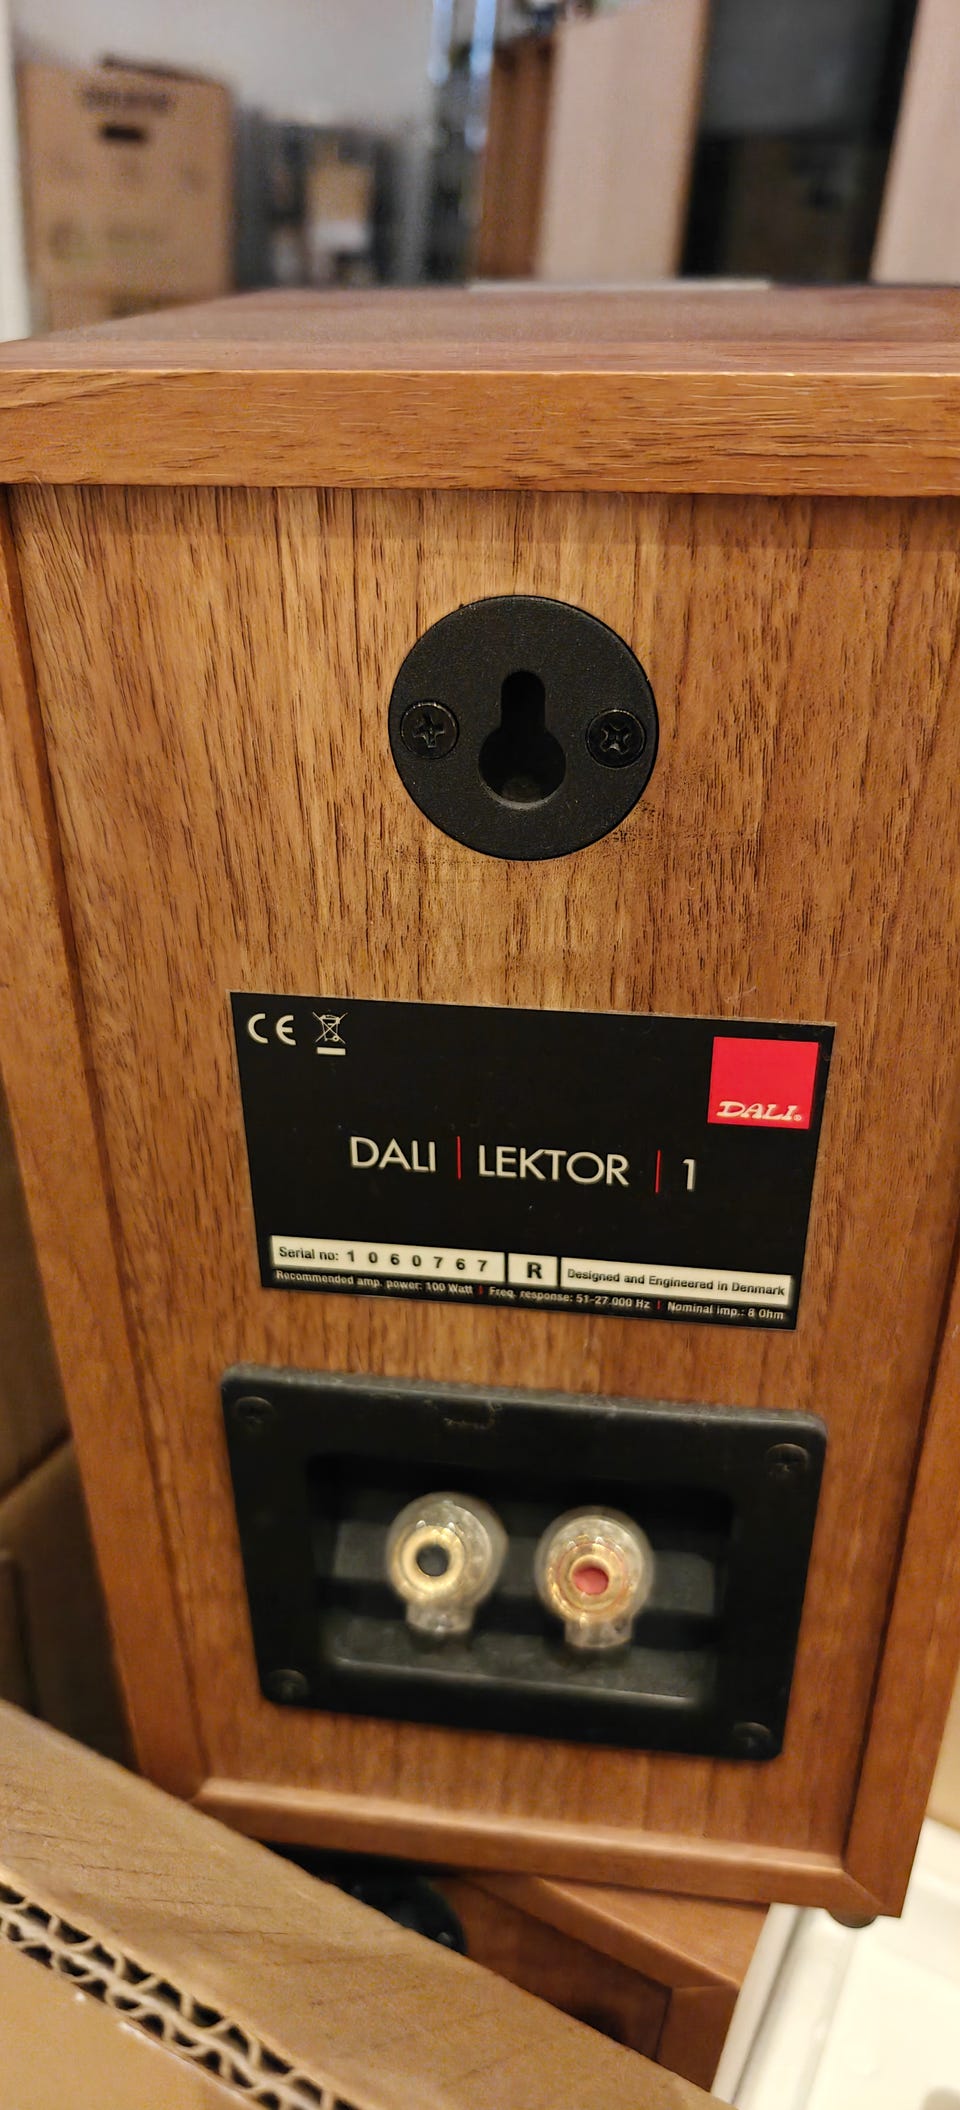 CE
DALI®
DALI | LEKTOR | 1
Serial no: 1060767 R Designed and Engineered in Denmark
Recommended amp. power: 100 Watt | Freq. response: 51-27.000 Hz | Nominal imp.: 8 Ohm